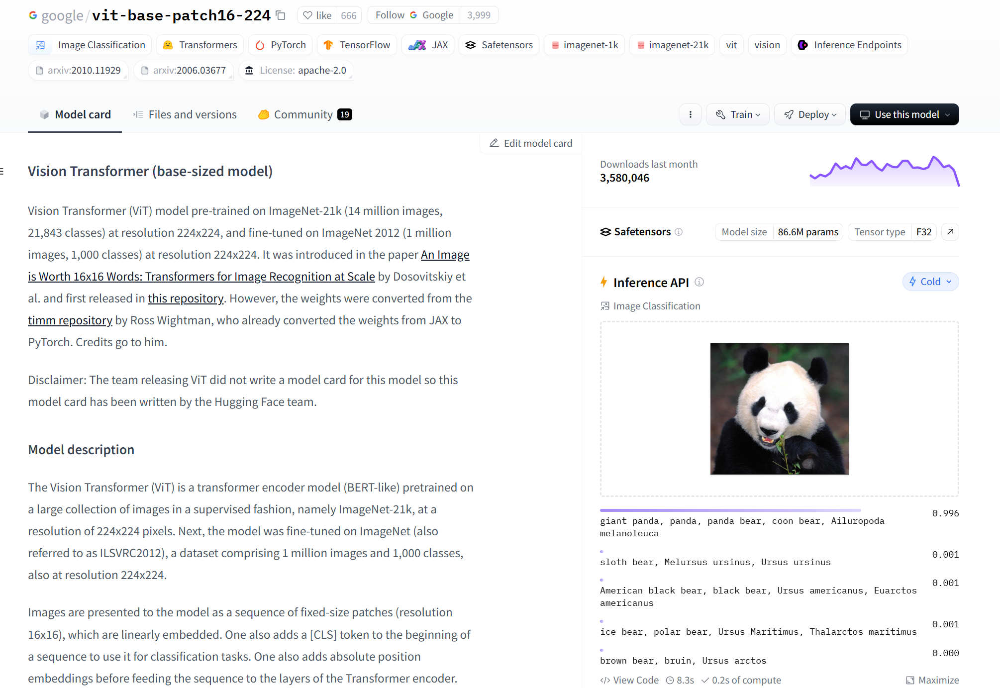 google/vit-base-patch16-224
like 666
Follow Google 3,999
Image Classification Transformers PyTorch TensorFlow JAX Safetensors imagenet-1k imagenet-21k vit vision Inference Endpoints
arxiv:2010.11929 arxiv:2006.03677 License: apache-2.0
Model card Files and versions Community 19
Train Deploy Use this model
Edit model card
Vision Transformer (base-sized model)
Vision Transformer (ViT) model pre-trained on ImageNet-21k (14 million images,
21,843 classes) at resolution 224x224, and fine-tuned on ImageNet 2012 (1 million
images, 1,000 classes) at resolution 224x224. It was introduced in the paper An Image
is Worth 16x16 Words: Transformers for Image Recognition at Scale by Dosovitskiy et
al. and first released in this repository. However, the weights were converted from the
timm repository by Ross Wightman, who already converted the weights from JAX to
PyTorch. Credits go to him.
Disclaimer: The team releasing ViT did not write a model card for this model so this
model card has been written by the Hugging Face team.
Model description
The Vision Transformer (ViT) is a transformer encoder model (BERT-like) pretrained on
a large collection of images in a supervised fashion, namely ImageNet-21k, at a
resolution of 224x224 pixels. Next, the model was fine-tuned on ImageNet (also
referred to as ILSVRC2012), a dataset comprising 1 million images and 1,000 classes,
also at resolution 224x224.
Images are presented to the model as a sequence of fixed-size patches (resolution
16x16), which are linearly embedded. One also adds a [CLS] token to the beginning of
a sequence to use it for classification tasks. One also adds absolute position
embeddings before feeding the sequence to the layers of the Transformer encoder.
Downloads last month
3,580,046
Safetensors Model size 86.6M params Tensor type F32
Inference API Cold
Image Classification
0.996
giant panda, panda, panda bear, coon bear, Ailuropoda
melanoleuca
0.001
sloth bear, Melursus ursinus, Ursus ursinus
0.001
American black bear, black bear, Ursus americanus, Euarctos
americanus
0.001
ice bear, polar bear, Ursus Maritimus, Thalarctos maritimus
0.000
brown bear, bruin, Ursus arctos
View Code 8.3s 0.2s of compute Maximize